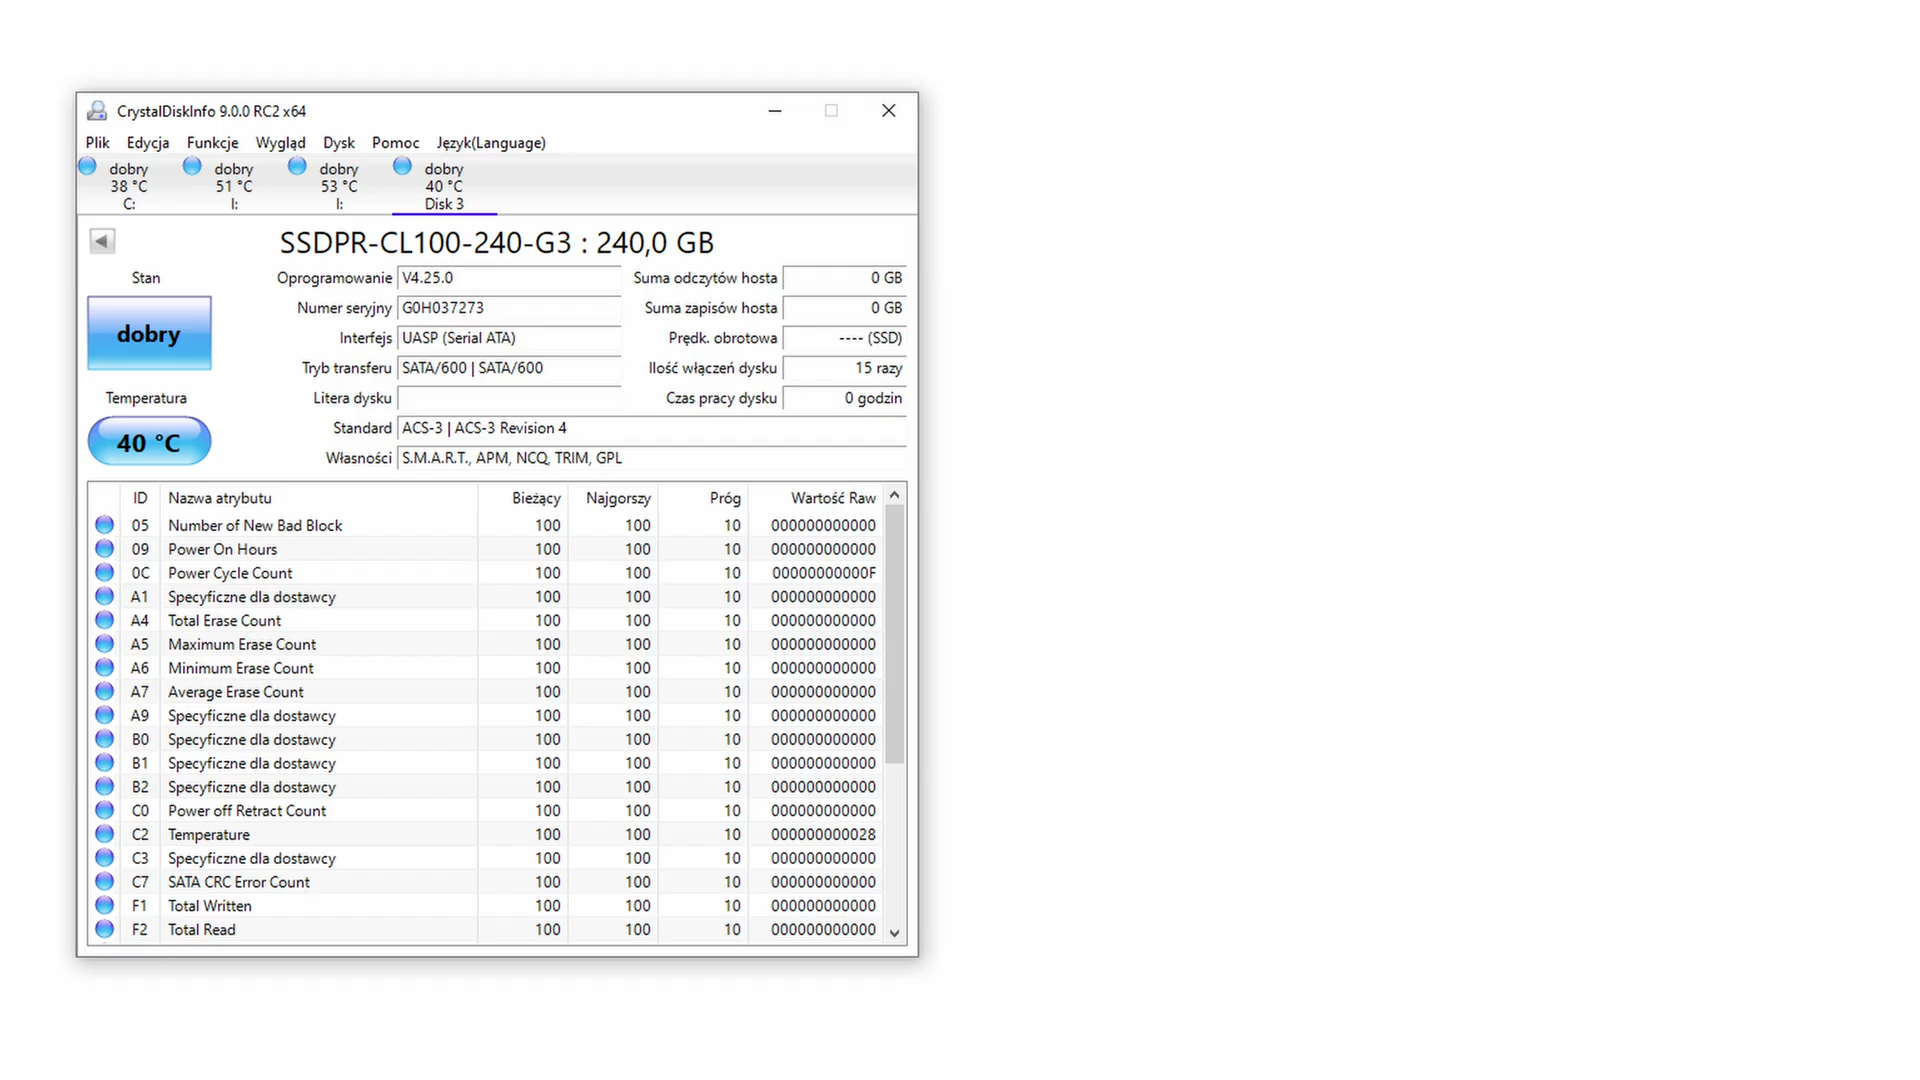 CrystalDiskInfo 9.0.0 RC2 x64
Plik Edycja Funkcje Wygląd Dysk Pomoc Język(Language)
dobry dobry dobry dobry
38 °C 51 °C 53 °C 40 °C
C: I: I: Disk 3
SSDPR-CL100-240-G3 : 240,0 GB
Stan Oprogramowanie V4.25.0 Suma odczytów hosta 0 GB
Numer seryjny G0H037273 Suma zapisów hosta 0 GB
dobry Interfejs UASP (Serial ATA) Prędk. obrotowa ---- (SSD)
Tryb transferu SATA/600 | SATA/600 Ilość włączeń dysku 15 razy
Temperatura Litera dysku Czas pracy dysku 0 godzin
40 °C Standard ACS-3 | ACS-3 Revision 4
Własności S.M.A.R.T., APM, NCQ, TRIM, GPL
ID Nazwa atrybutu Bieżący Najgorszy Próg Wartość Raw
05 Number of New Bad Block 100 100 10 000000000000
09 Power On Hours 100 100 10 000000000000
0C Power Cycle Count 100 100 10 00000000000F
A1 Specyficzne dla dostawcy 100 100 10 000000000000
A4 Total Erase Count 100 100 10 000000000000
A5 Maximum Erase Count 100 100 10 000000000000
A6 Minimum Erase Count 100 100 10 000000000000
A7 Average Erase Count 100 100 10 000000000000
A9 Specyficzne dla dostawcy 100 100 10 000000000000
B0 Specyficzne dla dostawcy 100 100 10 000000000000
B1 Specyficzne dla dostawcy 100 100 10 000000000000
B2 Specyficzne dla dostawcy 100 100 10 000000000000
C0 Power off Retract Count 100 100 10 000000000000
C2 Temperature 100 100 10 000000000028
C3 Specyficzne dla dostawcy 100 100 10 000000000000
C7 SATA CRC Error Count 100 100 10 000000000000
F1 Total Written 100 100 10 000000000000
F2 Total Read 100 100 10 000000000000